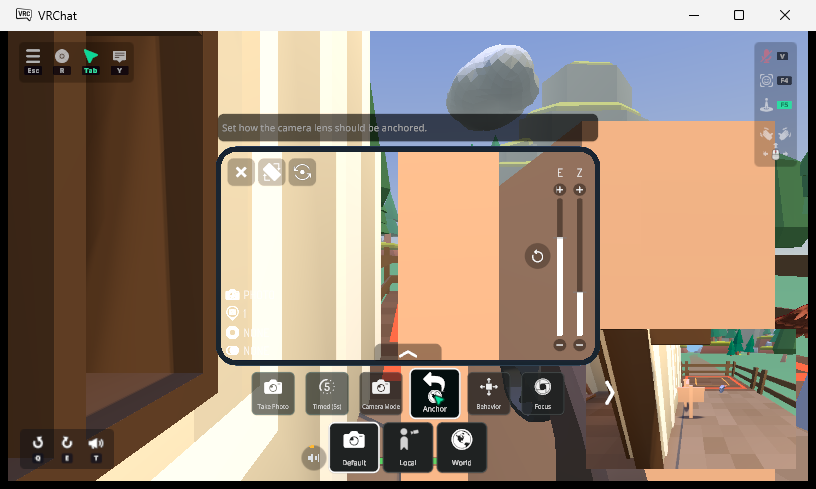 VRChat
Esc R Tab Y
V
F4
F5
Set how the camera lens should be anchored.
E Z
Take Photo Timed (5s) Camera Mode Anchor Behavior Focus
Default Local World
Q E T